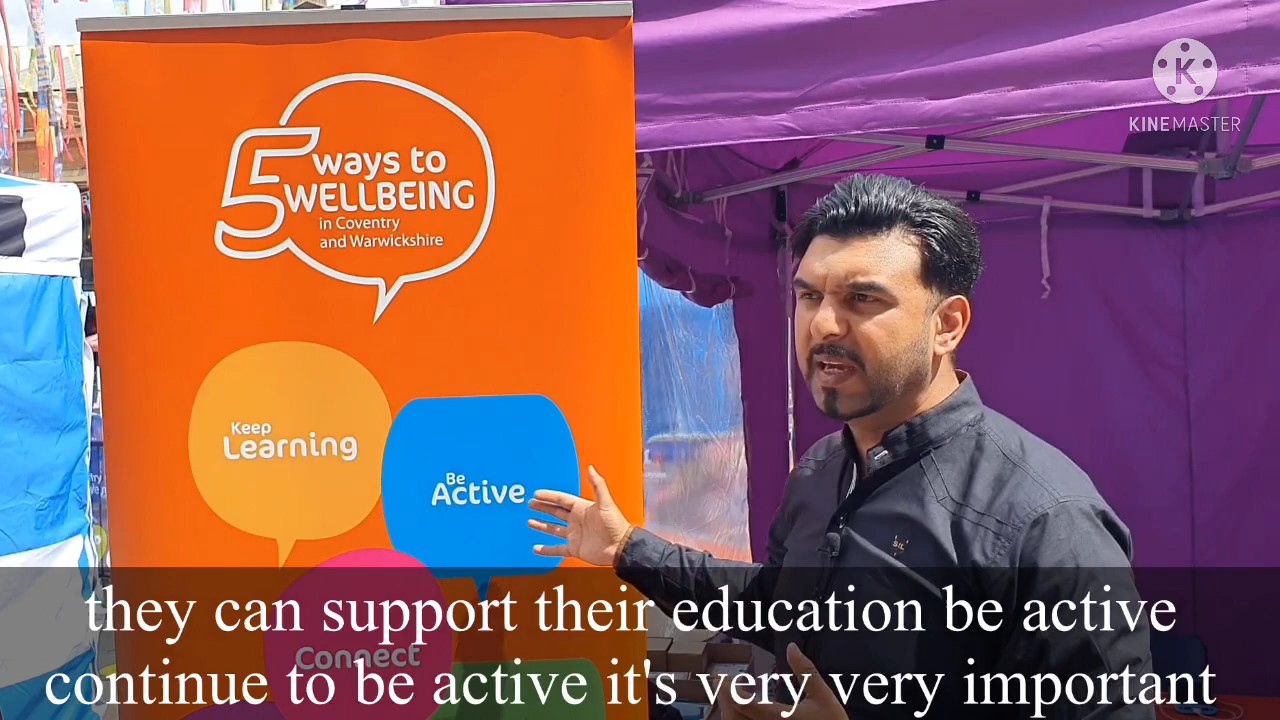 5 ways to
WELLBEING
in Coventry
and Warwickshire
K
KINEMASTER
Keep
Learning
Be
Active
SIL
Connect
they can support their education be active
continue to be active it's very very important